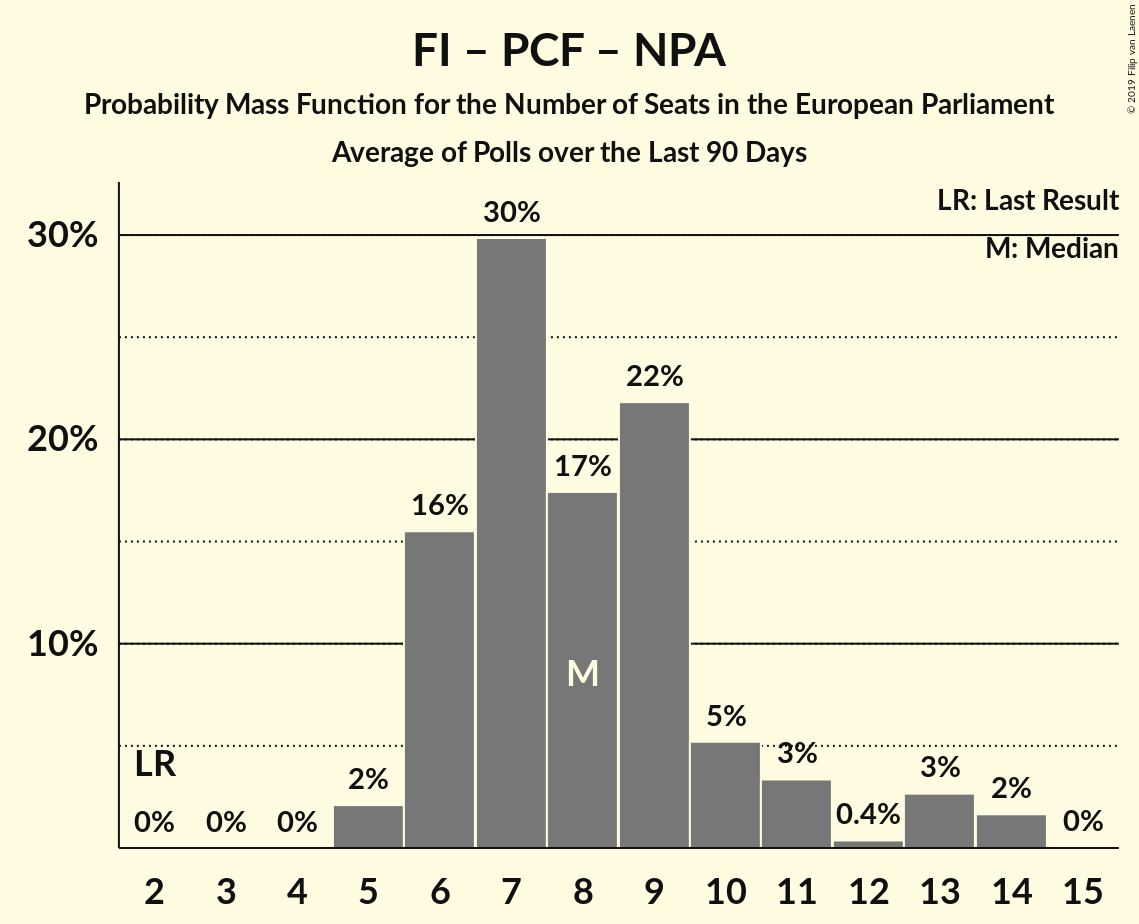 FI – PCF – NPA
Probability Mass Function for the Number of Seats in the European Parliament
Average of Polls over the Last 90 Days
© 2019 Filip van Laenen
LR: Last Result
M: Median
30%
20%
10%
LR
0%
0%
0%
2%
16%
30%
17%
M
22%
5%
3%
0.4%
3%
2%
0%
2 3 4 5 6 7 8 9 10 11 12 13 14 15